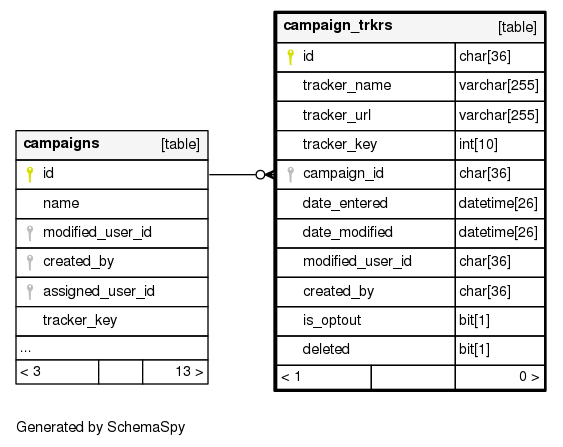 campaign_trkrs [table]
id char[36]
tracker_name varchar[255]
tracker_url varchar[255]
tracker_key int[10]
campaign_id char[36]
date_entered datetime[26]
date_modified datetime[26]
modified_user_id char[36]
created_by char[36]
is_optout bit[1]
deleted bit[1]
< 1 0 >
campaigns [table]
id
name
modified_user_id
created_by
assigned_user_id
tracker_key
...
< 3 13 >
Generated by SchemaSpy